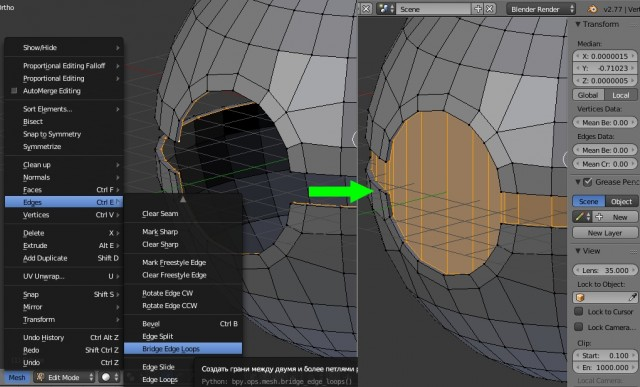 Ortho
Show/Hide
Proportional Editing Falloff
Proportional Editing
AutoMerge Editing
Sort Elements...
Bisect
Snap to Symmetry
Symmetrize
Clean up
Normals
Faces Ctrl F
Edges Ctrl E
Vertices Ctrl V
Delete X
Extrude Alt E
Add Duplicate Shift D
UV Unwrap... U
Snap Shift S
Mirror
Transform
Undo History Ctrl Alt Z
Redo Shift Ctrl Z
Undo Ctrl Z
Mesh Edit Mode
Clear Seam
Mark Sharp
Clear Sharp
Mark Freestyle Edge
Clear Freestyle Edge
Rotate Edge CW
Rotate Edge CCW
Bevel Ctrl B
Edge Split
Bridge Edge Loops
Edge Slide
Edge Loops
Создать грани между двумя и более петлями р
Python: bpy.ops.mesh.bridge_edge_loops()
Scene Blender Render v2.77 | Vert
Transform
Median:
X: 0.0000015
Y: -0.71023
Z: 0.0000005
Global Local
Vertices Data:
Mean Be: 0.00
Edges Data:
Mean Be: 0.00
Mean Cr: 0.00
Grease Penc
Scene Object
New
New Layer
View
Lens: 35.000
Lock to Object:
Lock to Cursor
Lock Camera...
Clip:
Start: 0.100
End: 1000.000
Local Camera: